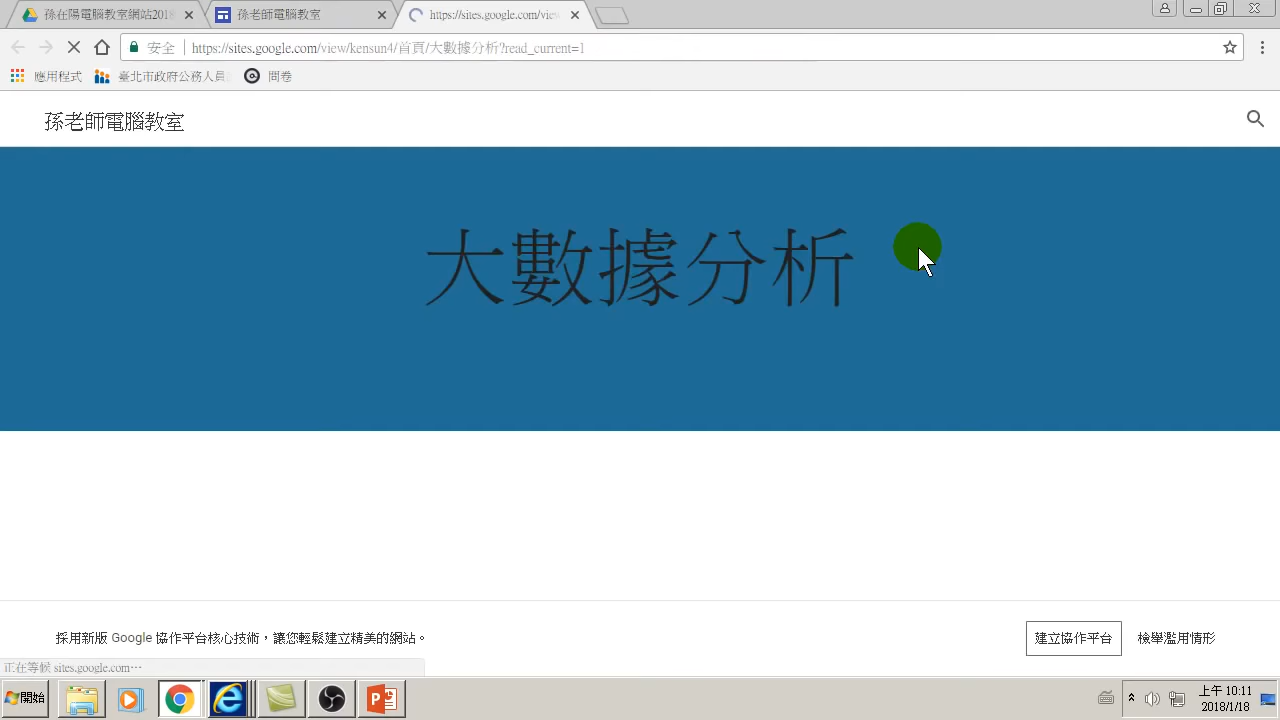 孫在陽電腦教室網站2018
孫老師電腦教室
https://sites.google.com/view
安全
https://sites.google.com/view/kensun4/首頁/大數據分析?read_current=1
應用程式
臺北市政府公務人員
問卷
孫老師電腦教室
大數據分析
採用新版 Google 協作平台核心技術，讓您輕鬆建立精美的網站。
建立協作平台
檢舉濫用情形
正在等候 sites.google.com…
開始
上午 10:11
2018/1/18